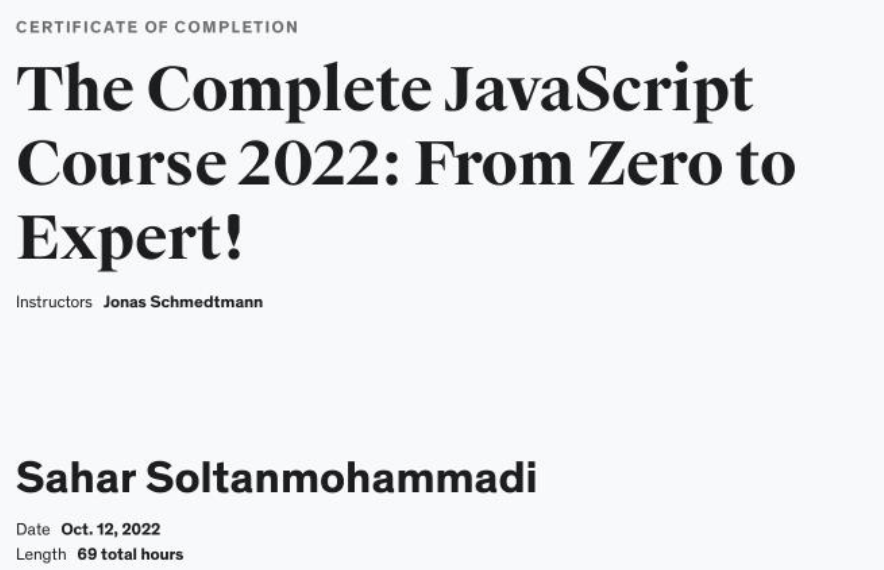 CERTIFICATE OF COMPLETION
The Complete JavaScript
Course 2022: From Zero to
Expert!
Instructors Jonas Schmedtmann
Sahar Soltanmohammadi
Date Oct. 12, 2022
Length 69 total hours